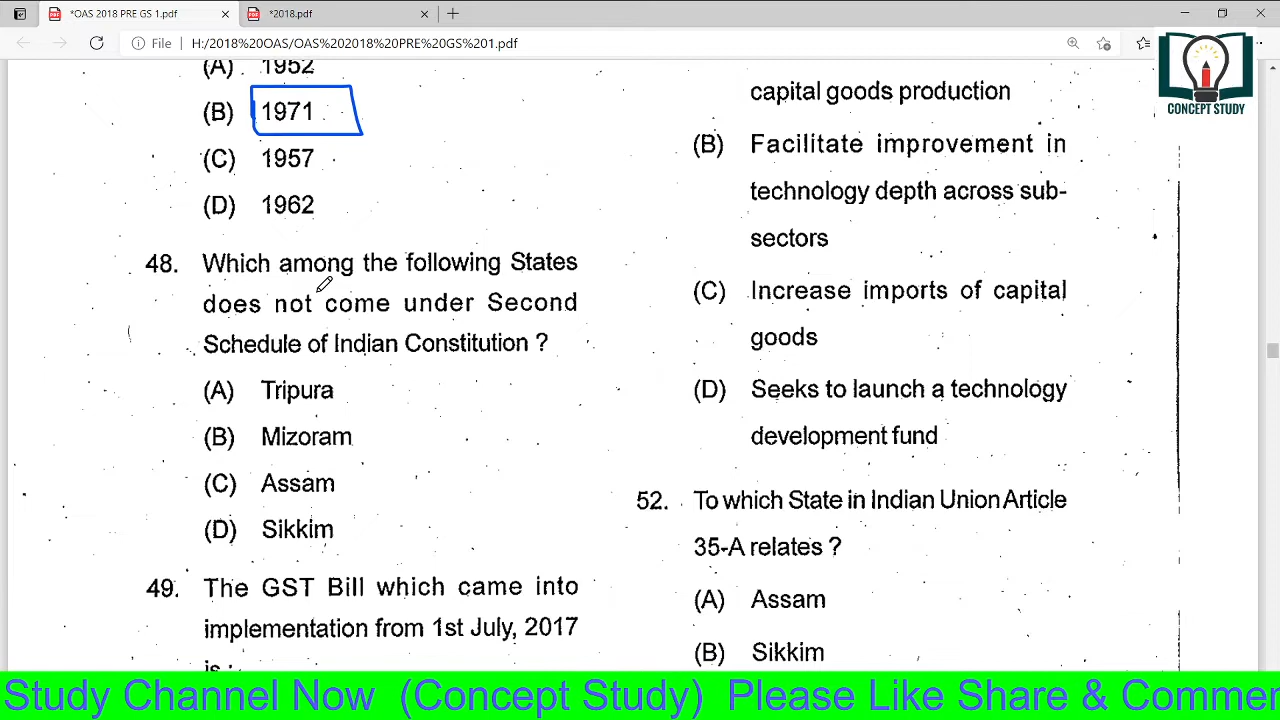 *OAS 2018 PRE GS 1.pdf
*2018.pdf
File
H:/2018%20OAS/OAS%202018%20PRE%20GS%201.pdf
CONCEPT STUDY
(A) 1952
(B) 1971
(C) 1957
(D) 1962
48. Which among the following States
does not come under Second
Schedule of Indian Constitution ?
(A) Tripura
(B) Mizoram
(C) Assam
(D) Sikkim
49. The GST Bill which came into
implementation from 1st July, 2017
is :
capital goods production
(B) Facilitate improvement in
technology depth across sub-
sectors
(C) Increase imports of capital
goods
(D) Seeks to launch a technology
development fund
52. To which State in Indian Union Article
35-A relates ?
(A) Assam
(B) Sikkim
Study Channel Now (Concept Study) Please Like Share & Commer